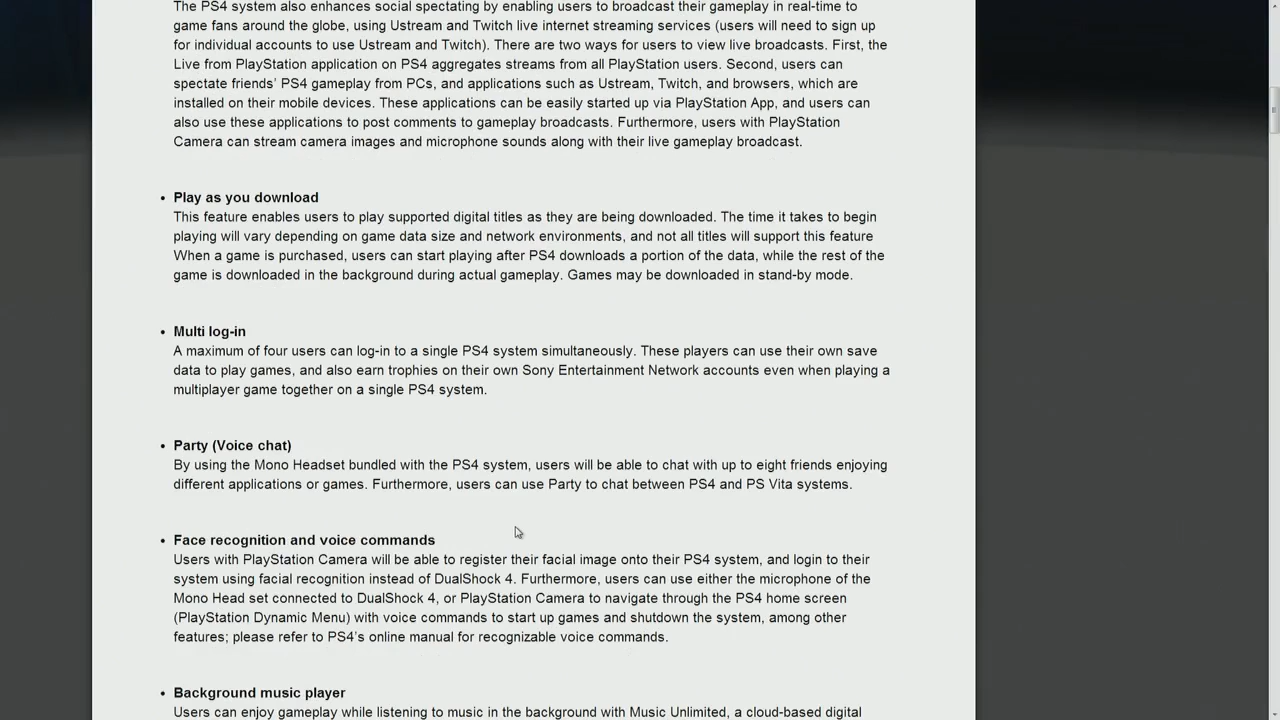 The PS4 system also enhances social spectating by enabling users to broadcast their gameplay in real-time to
game fans around the globe, using Ustream and Twitch live internet streaming services (users will need to sign up
for individual accounts to use Ustream and Twitch). There are two ways for users to view live broadcasts. First, the
Live from PlayStation application on PS4 aggregates streams from all PlayStation users. Second, users can
spectate friends' PS4 gameplay from PCs, and applications such as Ustream, Twitch, and browsers, which are
installed on their mobile devices. These applications can be easily started up via PlayStation App, and users can
also use these applications to post comments to gameplay broadcasts. Furthermore, users with PlayStation
Camera can stream camera images and microphone sounds along with their live gameplay broadcast.
• Play as you download
This feature enables users to play supported digital titles as they are being downloaded. The time it takes to begin
playing will vary depending on game data size and network environments, and not all titles will support this feature
When a game is purchased, users can start playing after PS4 downloads a portion of the data, while the rest of the
game is downloaded in the background during actual gameplay. Games may be downloaded in stand-by mode.
• Multi log-in
A maximum of four users can log-in to a single PS4 system simultaneously. These players can use their own save
data to play games, and also earn trophies on their own Sony Entertainment Network accounts even when playing a
multiplayer game together on a single PS4 system.
• Party (Voice chat)
By using the Mono Headset bundled with the PS4 system, users will be able to chat with up to eight friends enjoying
different applications or games. Furthermore, users can use Party to chat between PS4 and PS Vita systems.
• Face recognition and voice commands
Users with PlayStation Camera will be able to register their facial image onto their PS4 system, and login to their
system using facial recognition instead of DualShock 4. Furthermore, users can use either the microphone of the
Mono Head set connected to DualShock 4, or PlayStation Camera to navigate through the PS4 home screen
(PlayStation Dynamic Menu) with voice commands to start up games and shutdown the system, among other
features; please refer to PS4's online manual for recognizable voice commands.
• Background music player
Users can enjoy gameplay while listening to music in the background with Music Unlimited, a cloud-based digital